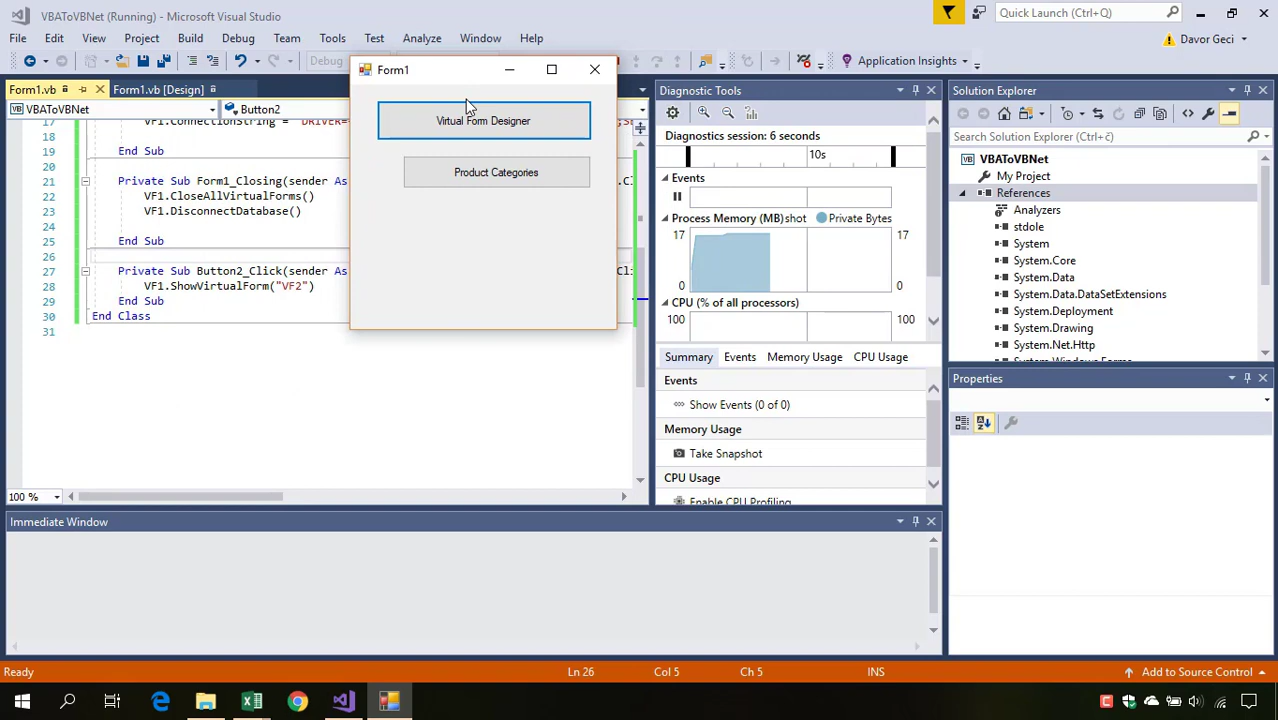 VBAToVBNet (Running) - Microsoft Visual Studio
Quick Launch (Ctrl+Q)
File Edit View Project Build Debug Team Tools Test Analyze Window Help
Davor Geci
Debug
Application Insights
Form1.vb
Form1.vb [Design]
VBAToVBNet
Button2
17 VF1.ConnectionString = "DRIVER=
18 End Sub
20
21 Private Sub Form1_Closing(sender As
22 VF1.CloseAllVirtualForms()
23 VF1.DisconnectDatabase()
24
25 End Sub
26
27 Private Sub Button2_Click(sender As
28 VF1.ShowVirtualForm("VF2")
29 End Sub
30 End Class
31
100 %
Form1
Virtual Form Designer
Product Categories
Diagnostic Tools
Diagnostics session: 6 seconds
10s
Events
Process Memory (MB) shot Private Bytes
17 17
0 0
CPU (% of all processors)
100 100
Summary Events Memory Usage CPU Usage
Events
Show Events (0 of 0)
Memory Usage
Take Snapshot
CPU Usage
Enable CPU Profiling
Solution Explorer
Search Solution Explorer (Ctrl+č)
VBAToVBNet
My Project
References
Analyzers
stdole
System
System.Core
System.Data
System.Data.DataSetExtensions
System.Deployment
System.Drawing
System.Net.Http
System.Windows.Forms
Properties
Immediate Window
Ready
Ln 26
Col 5
Ch 5
INS
Add to Source Control